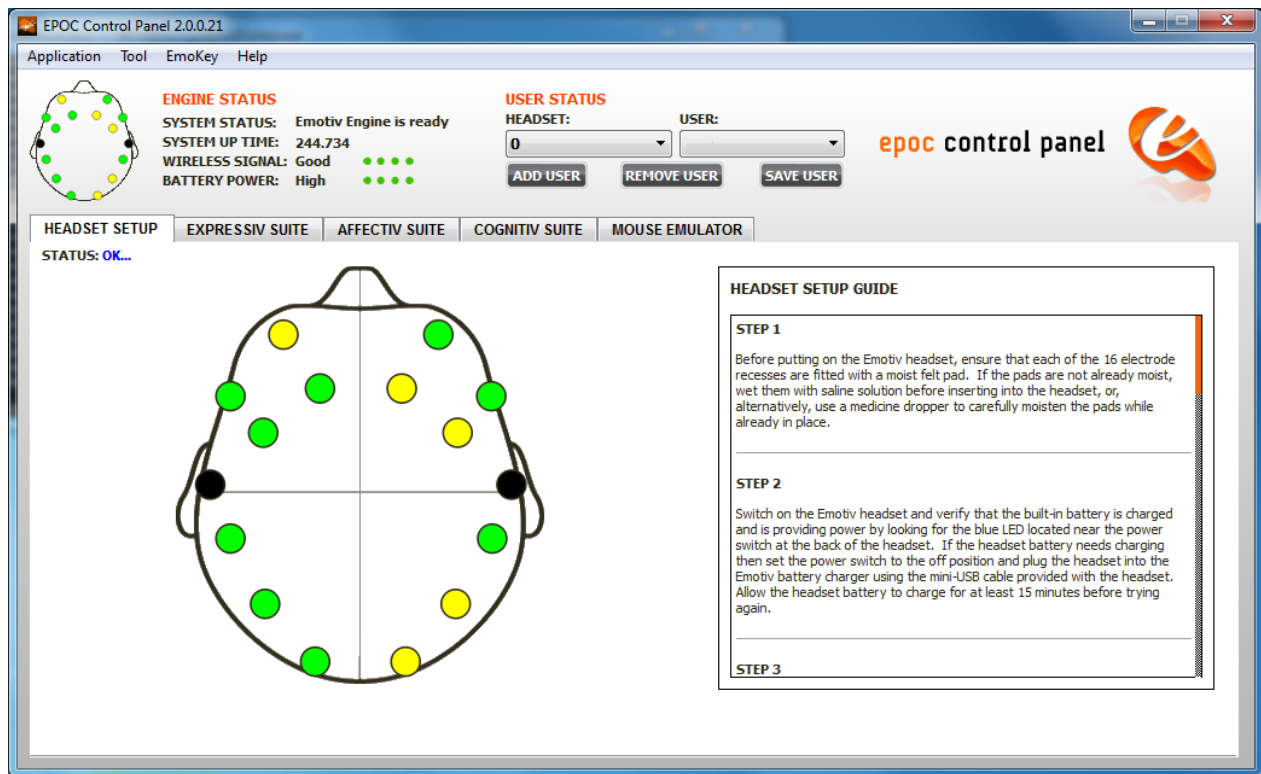 EPOC Control Panel 2.0.0.21
Application Tool EmoKey Help
ENGINE STATUS
SYSTEM STATUS: Emotiv Engine is ready
SYSTEM UP TIME: 244.734
WIRELESS SIGNAL: Good
BATTERY POWER: High
USER STATUS
HEADSET: USER:
0
ADD USER REMOVE USER SAVE USER
epoc control panel
HEADSET SETUP EXPRESSIV SUITE AFFECTIV SUITE COGNITIV SUITE MOUSE EMULATOR
STATUS: OK...
HEADSET SETUP GUIDE
STEP 1
Before putting on the Emotiv headset, ensure that each of the 16 electrode
recesses are fitted with a moist felt pad. If the pads are not already moist,
wet them with saline solution before inserting into the headset, or,
alternatively, use a medicine dropper to carefully moisten the pads while
already in place.
STEP 2
Switch on the Emotiv headset and verify that the built-in battery is charged
and is providing power by looking for the blue LED located near the power
switch at the back of the headset. If the headset battery needs charging
then set the power switch to the off position and plug the headset into the
Emotiv battery charger using the mini-USB cable provided with the headset.
Allow the headset battery to charge for at least 15 minutes before trying
again.
STEP 3